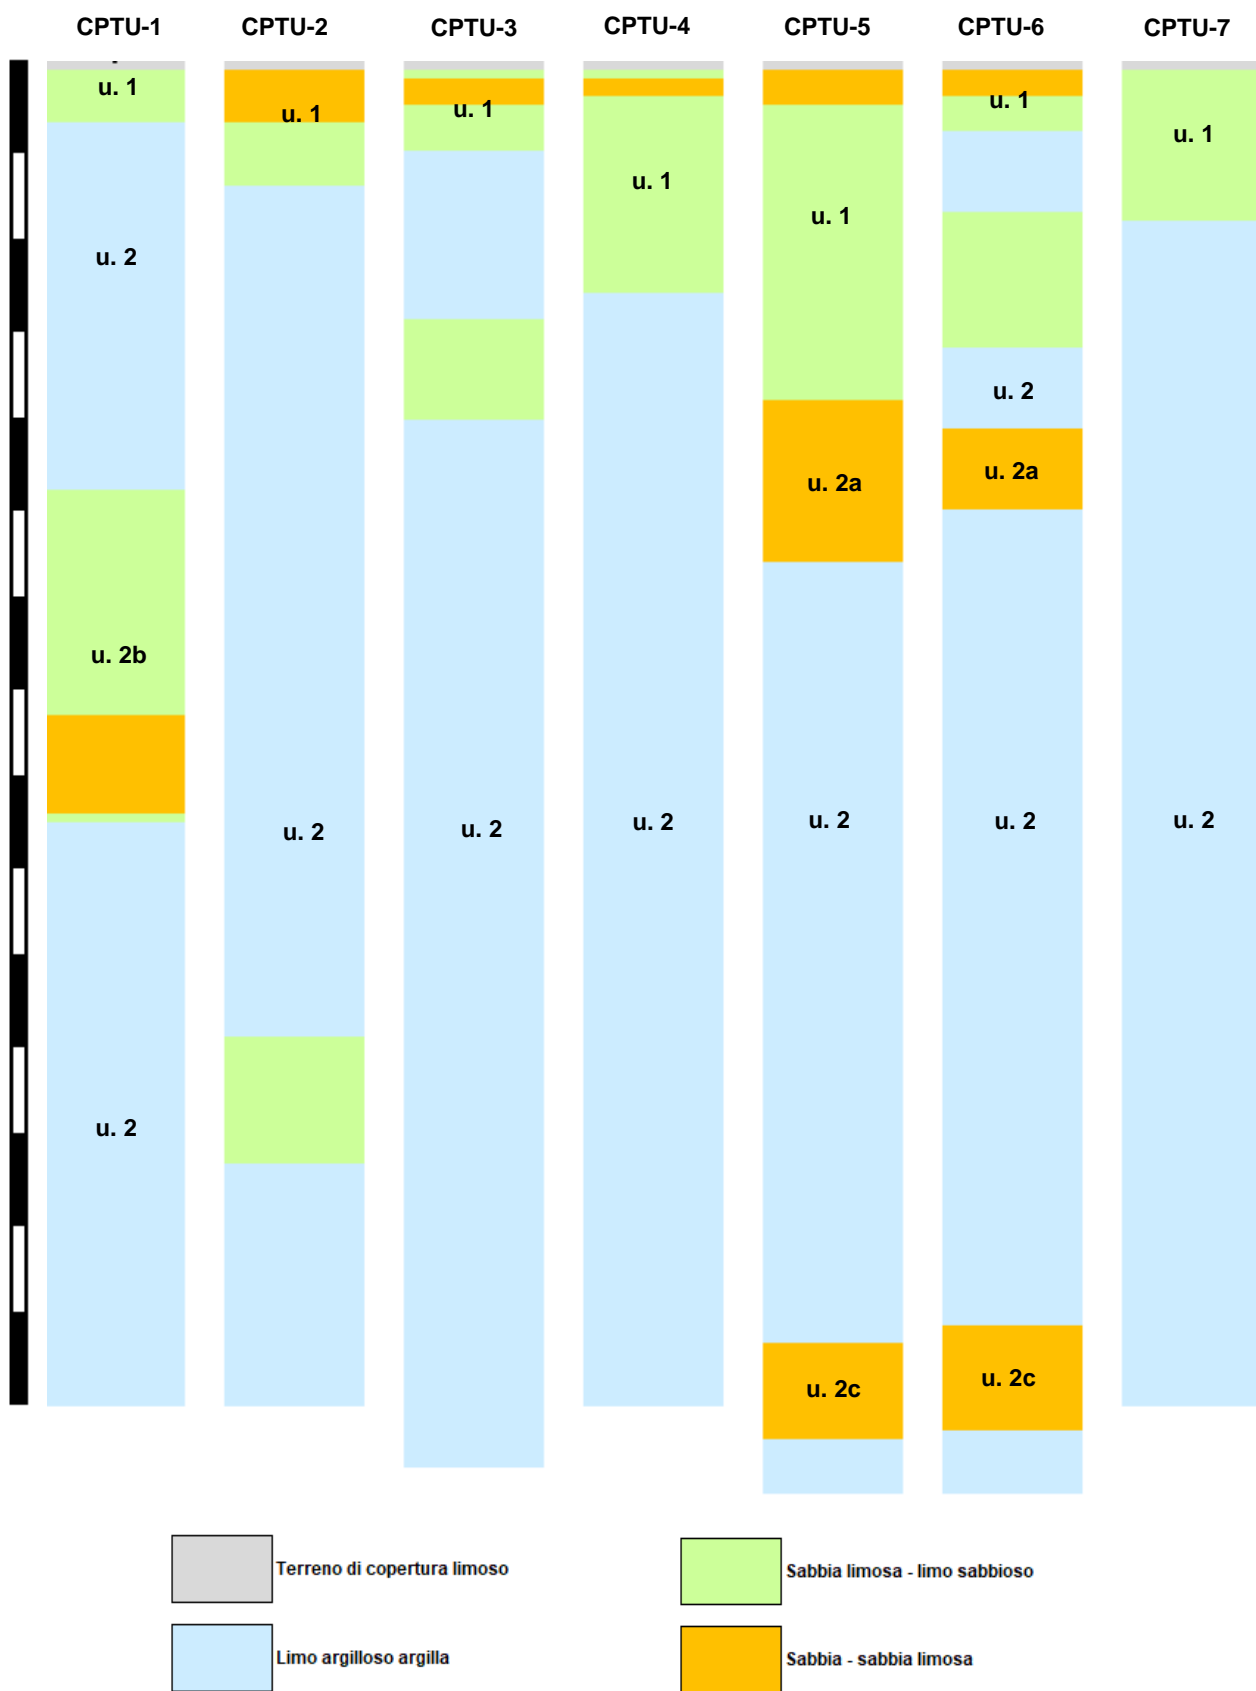 CPTU-1 CPTU-2 CPTU-3 CPTU-4 CPTU-5 CPTU-6 CPTU-7
u. 1 u. 1 u. 1 u. 1 u. 1 u. 1 u. 1
u. 2 u. 2
u. 2a u. 2a
u. 2b
u. 2 u. 2 u. 2 u. 2 u. 2 u. 2
u. 2
u. 2c u. 2c
Terreno di copertura limoso Sabbia limosa - limo sabbioso
Limo argilloso argilla Sabbia - sabbia limosa